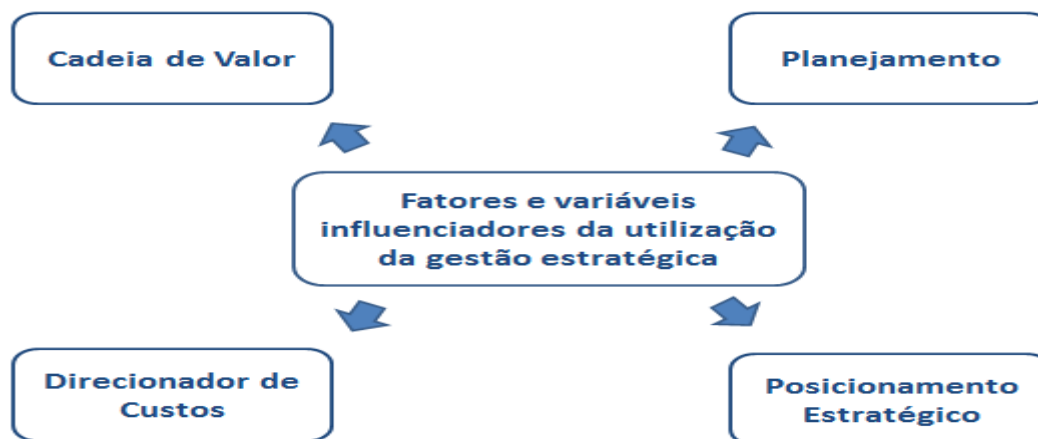 Cadeia de Valor
Planejamento
Fatores e variáveis
influenciadores da utilização
da gestão estratégica
Direcionador de
Custos
Posicionamento
Estratégico